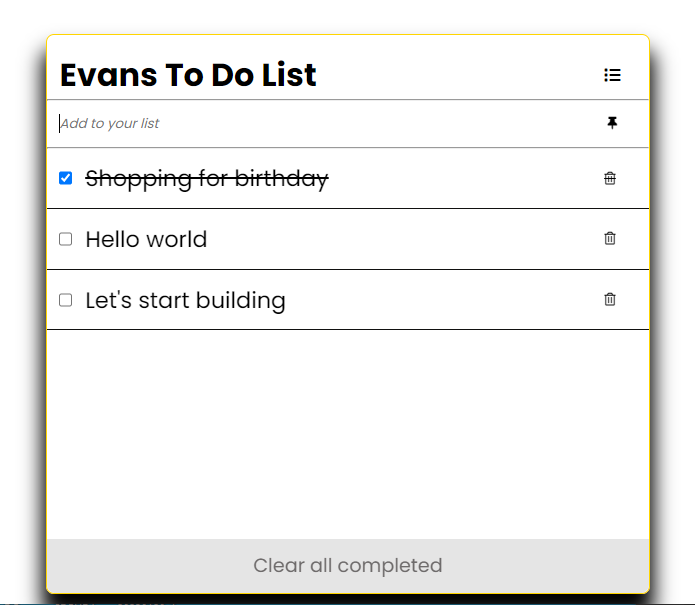 Evans To Do List
Add to your list
Shopping for birthday
Hello world
Let's start building
Clear all completed